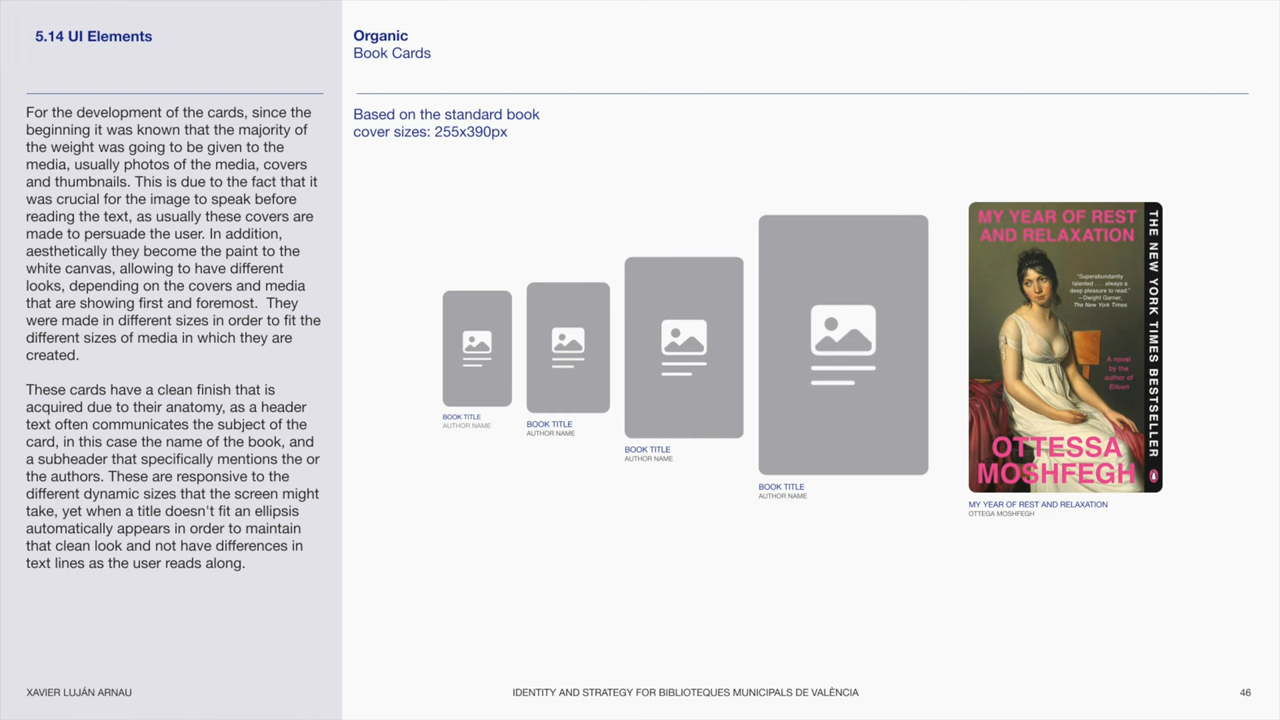 5.14 UI Elements
For the development of the cards, since the
beginning it was known that the majority of
the weight was going to be given to the
media, usually photos of the media, covers
and thumbnails. This is due to the fact that it
was crucial for the image to speak before
reading the text, as usually these covers are
made to persuade the user. In addition,
aesthetically they become the paint to the
white canvas, allowing to have different
looks, depending on the covers and media
that are showing first and foremost.  They
were made in different sizes in order to fit the
different sizes of media in which they are
created.
These cards have a clean finish that is
acquired due to their anatomy, as a header
text often communicates the subject of the
card, in this case the name of the book, and
a subheader that specifically mentions the or
the authors. These are responsive to the
different dynamic sizes that the screen might
take, yet when a title doesn't fit an ellipsis
automatically appears in order to maintain
that clean look and not have differences in
text lines as the user reads along.
Organic
Book Cards
Based on the standard book
cover sizes: 255x390px
BOOK TITLE
AUTHOR NAME
BOOK TITLE
AUTHOR NAME
BOOK TITLE
AUTHOR NAME
BOOK TITLE
AUTHOR NAME
MY YEAR OF REST
AND RELAXATION
"Superabundantly
talented . . . always a
deep pleasure to read."
—Dwight Garner,
The New York Times
A novel
by the
author of
Eileen
OTTESSA
MOSHFEGH
THE NEW YORK TIMES BESTSELLER
MY YEAR OF REST AND RELAXATION
OTTEGA MOSHFEGH
XAVIER LUJÁN ARNAU
IDENTITY AND STRATEGY FOR BIBLIOTEQUES MUNICIPALS DE VALÈNCIA
46